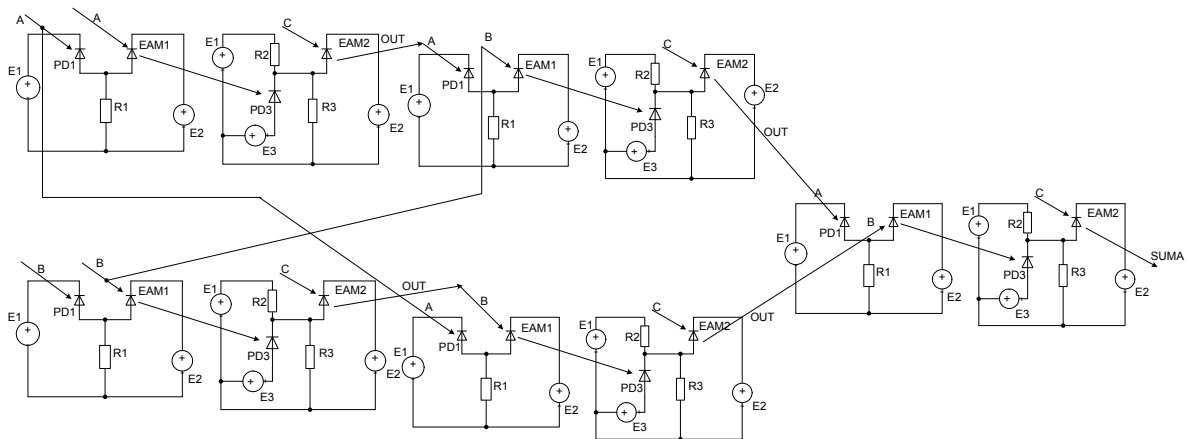 A A C
E1 PD1 EAM1 R1 E2
E1 R2 EAM2 OUT
PD3 R3 E3 E2
A B C
E1 PD1 EAM1 R1 E2
E1 R2 EAM2 E2
PD3 R3 E3 OUT
A B C
E1 PD1 EAM1 R1 E2
E1 R2 EAM2 SUMA
PD3 R3 E3 E2
B B C
E1 PD1 EAM1 R1 E2
E1 R2 EAM2 OUT
PD3 R3 E3 E2
A B C
E1 PD1 EAM1 R1 E2
E1 R2 EAM2 OUT
PD3 R3 E3 E2